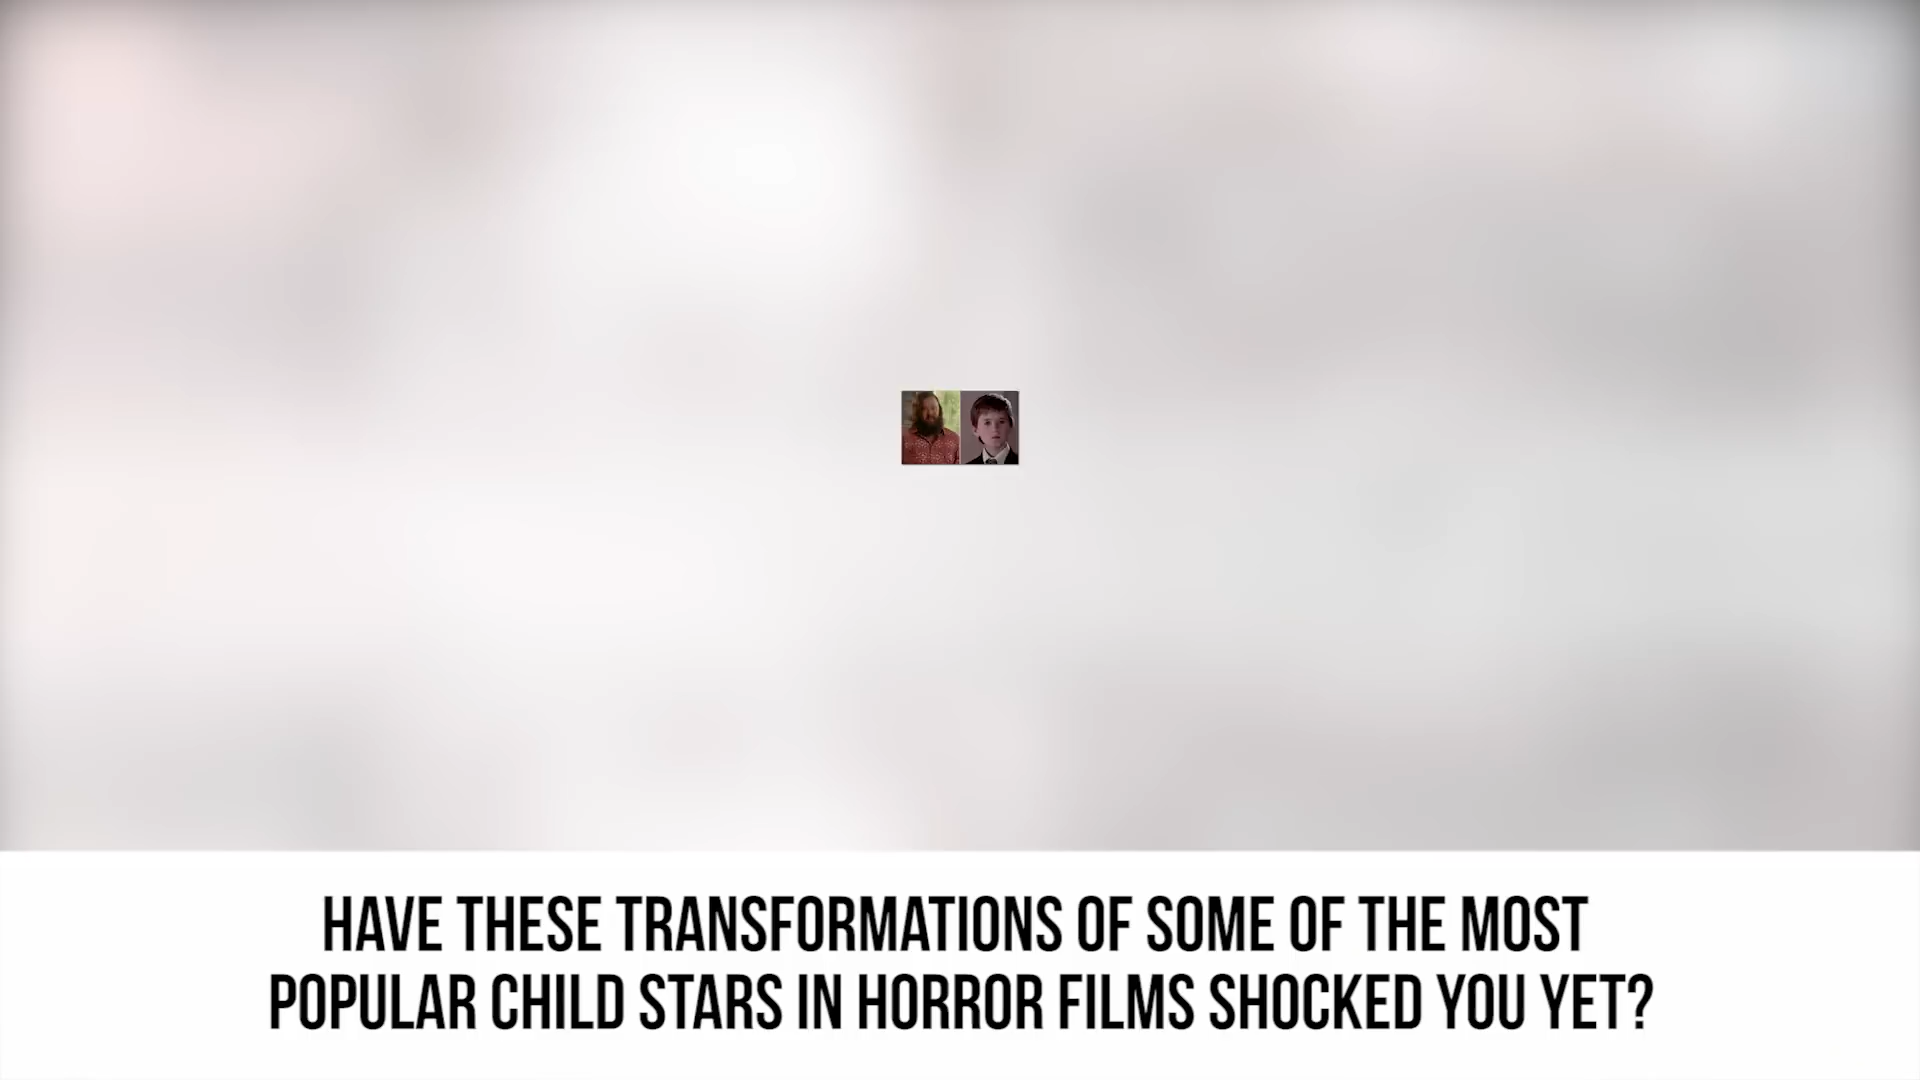 HAVE THESE TRANSFORMATIONS OF SOME OF THE MOST
POPULAR CHILD STARS IN HORROR FILMS SHOCKED YOU YET?